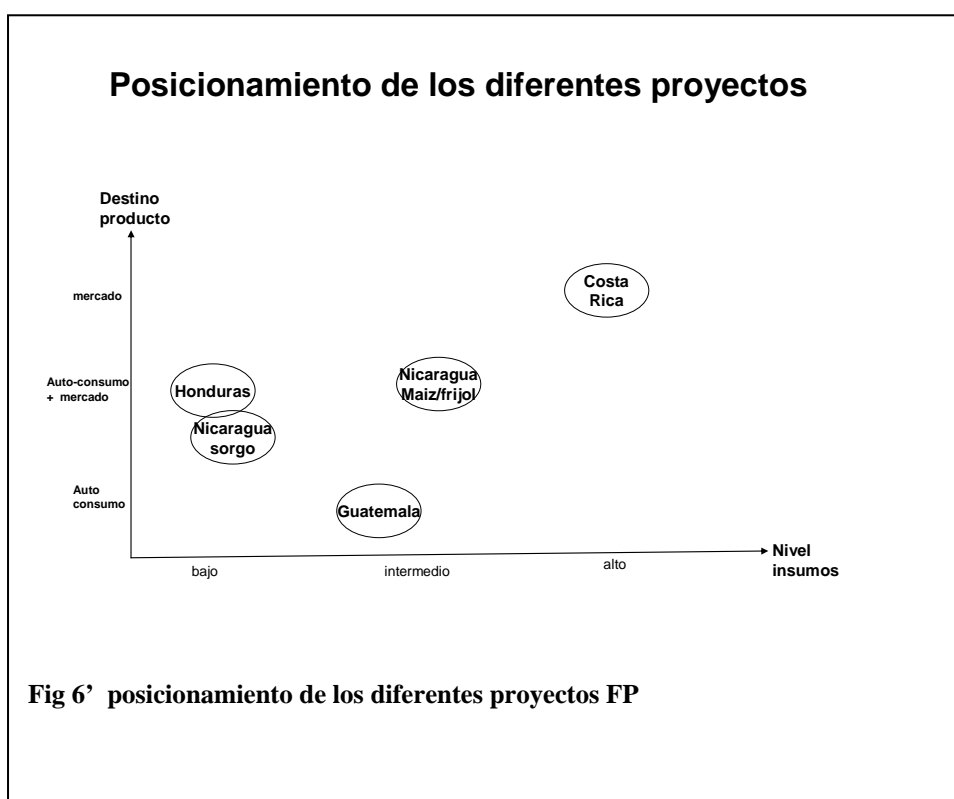 Posicionamiento de los diferentes proyectos
Destino
producto
mercado
Costa
Rica
Auto-consumo
+ mercado
Honduras
Nicaragua
Maiz/frijol
Nicaragua
sorgo
Auto
consumo
Guatemala
bajo
intermedio
alto
Nivel
insumos
Fig 6’ posicionamiento de los diferentes proyectos FP